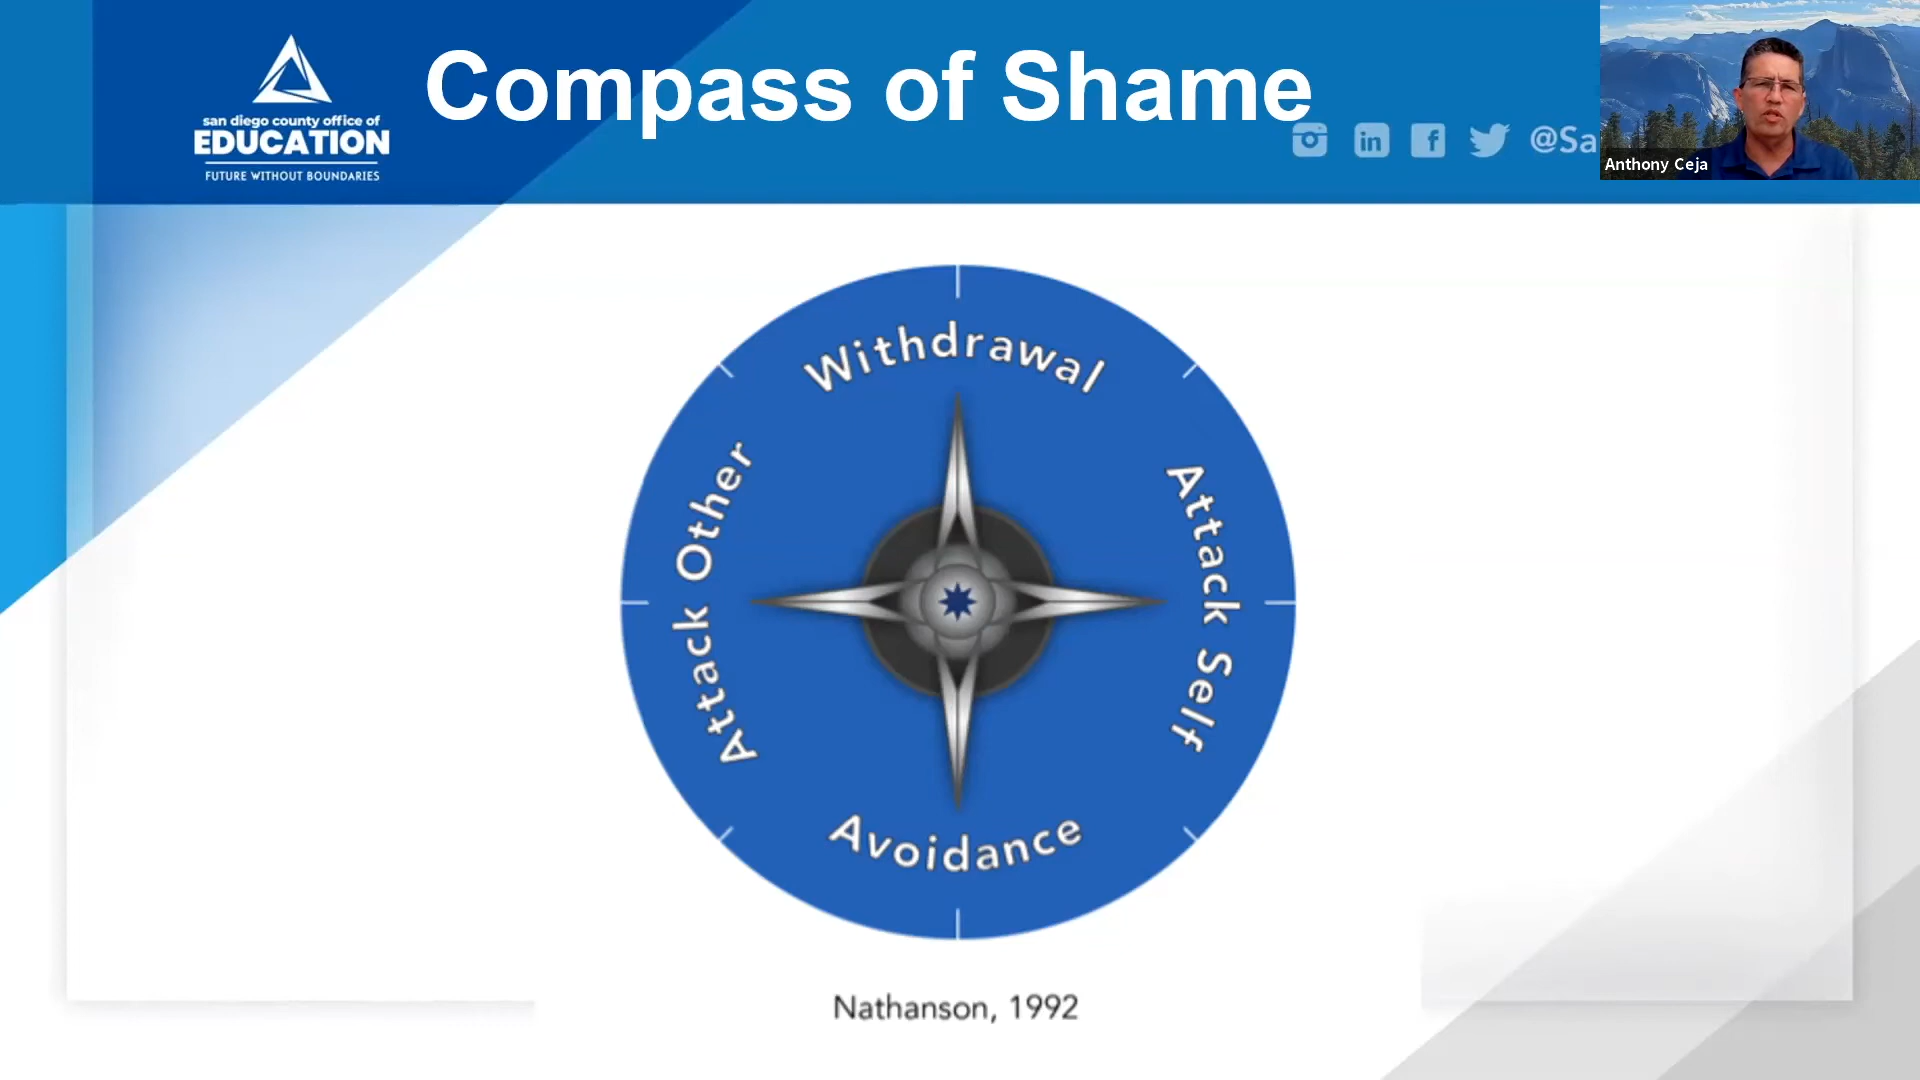 Compass of Shame
san diego county office of
EDUCATION
FUTURE WITHOUT BOUNDARIES
@Sa
Anthony Ceja
Withdrawal
Attack Other
Attack Self
Avoidance
Nathanson, 1992